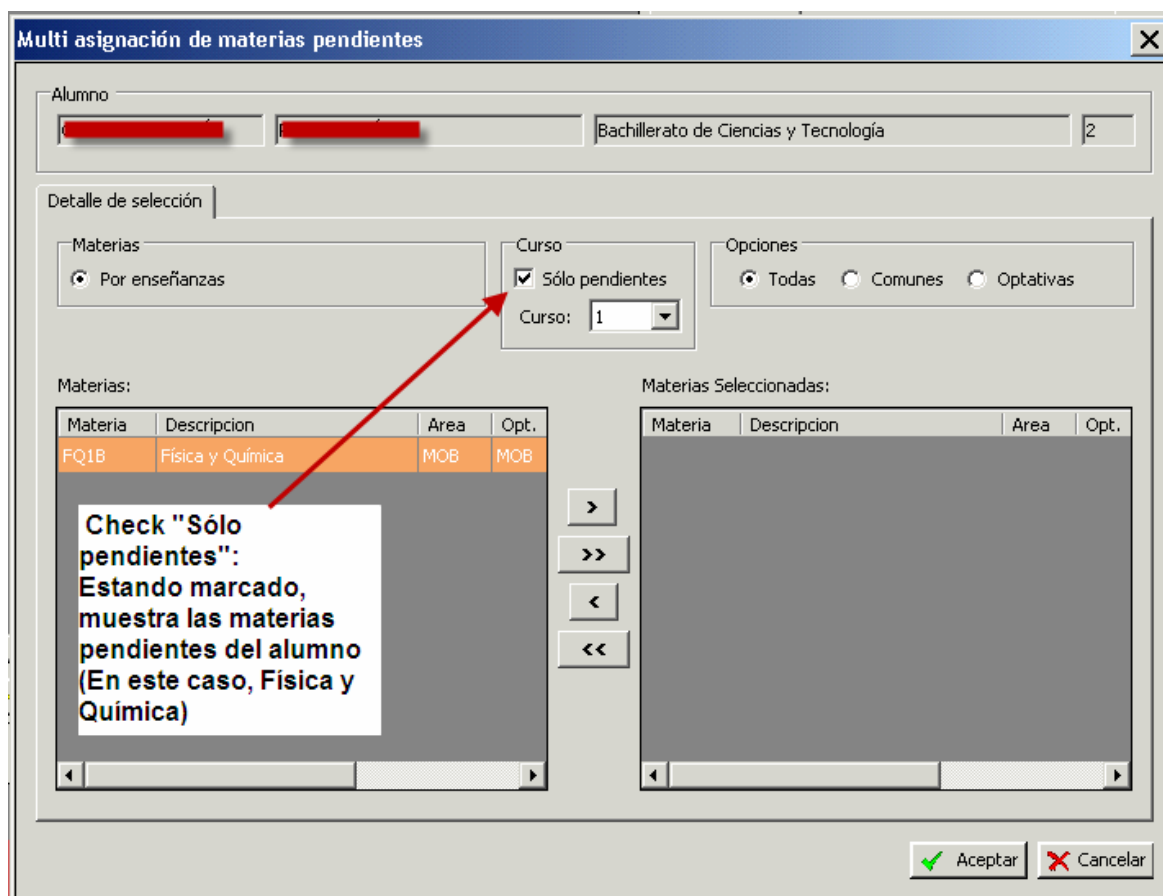 Multi asignación de materias pendientes
Alumno
Bachillerato de Ciencias y Tecnología 2
Detalle de selección
Materias
Por enseñanzas
Curso
Sólo pendientes
Curso: 1
Opciones
Todas Comunes Optativas
Materias:
Materia Descripcion Area Opt.
FQ1B Física y Química MOB MOB
Check "Sólo
pendientes":
Estando marcado,
muestra las materias
pendientes del alumno
(En este caso, Física y
Química)
>
>>
<
<<
Materias Seleccionadas:
Materia Descripcion Area Opt.
Aceptar Cancelar